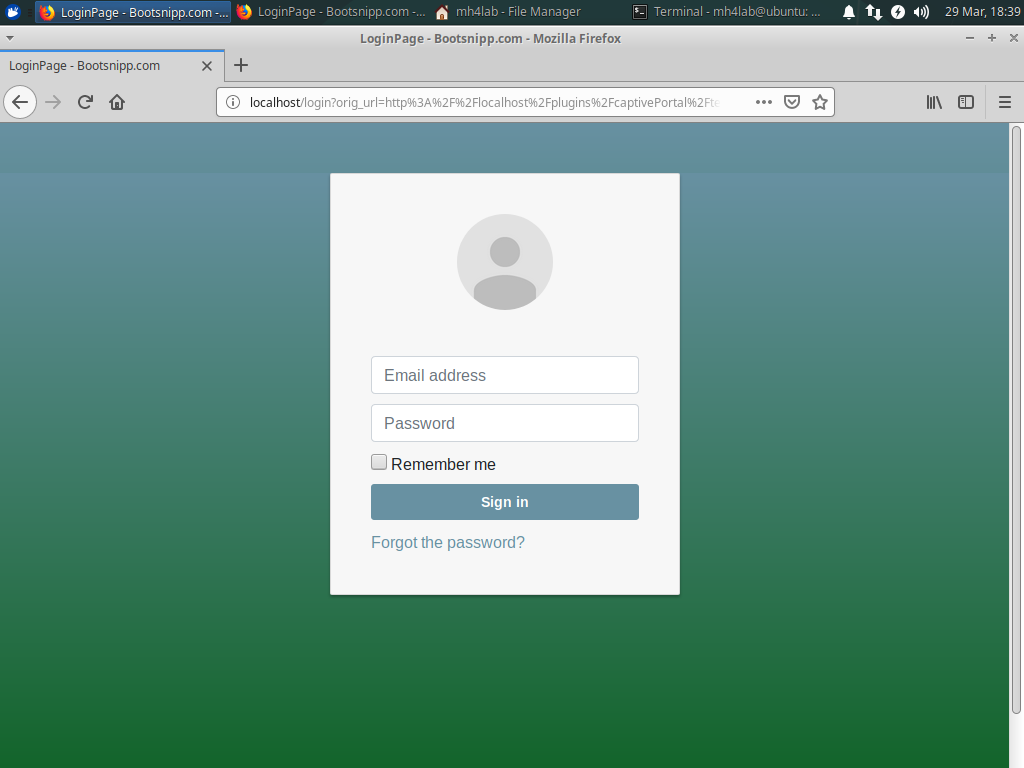 LoginPage - Bootsnipp.com -...
LoginPage - Bootsnipp.com -...
mh4lab - File Manager
Terminal - mh4lab@ubuntu: ...
29 Mar, 18:39
LoginPage - Bootsnipp.com - Mozilla Firefox
LoginPage - Bootsnipp.com
localhost/login?orig_url=http%3A%2F%2Flocalhost%2Fplugins%2FcaptivePortal%2Fte
Email address
Password
Remember me
Sign in
Forgot the password?